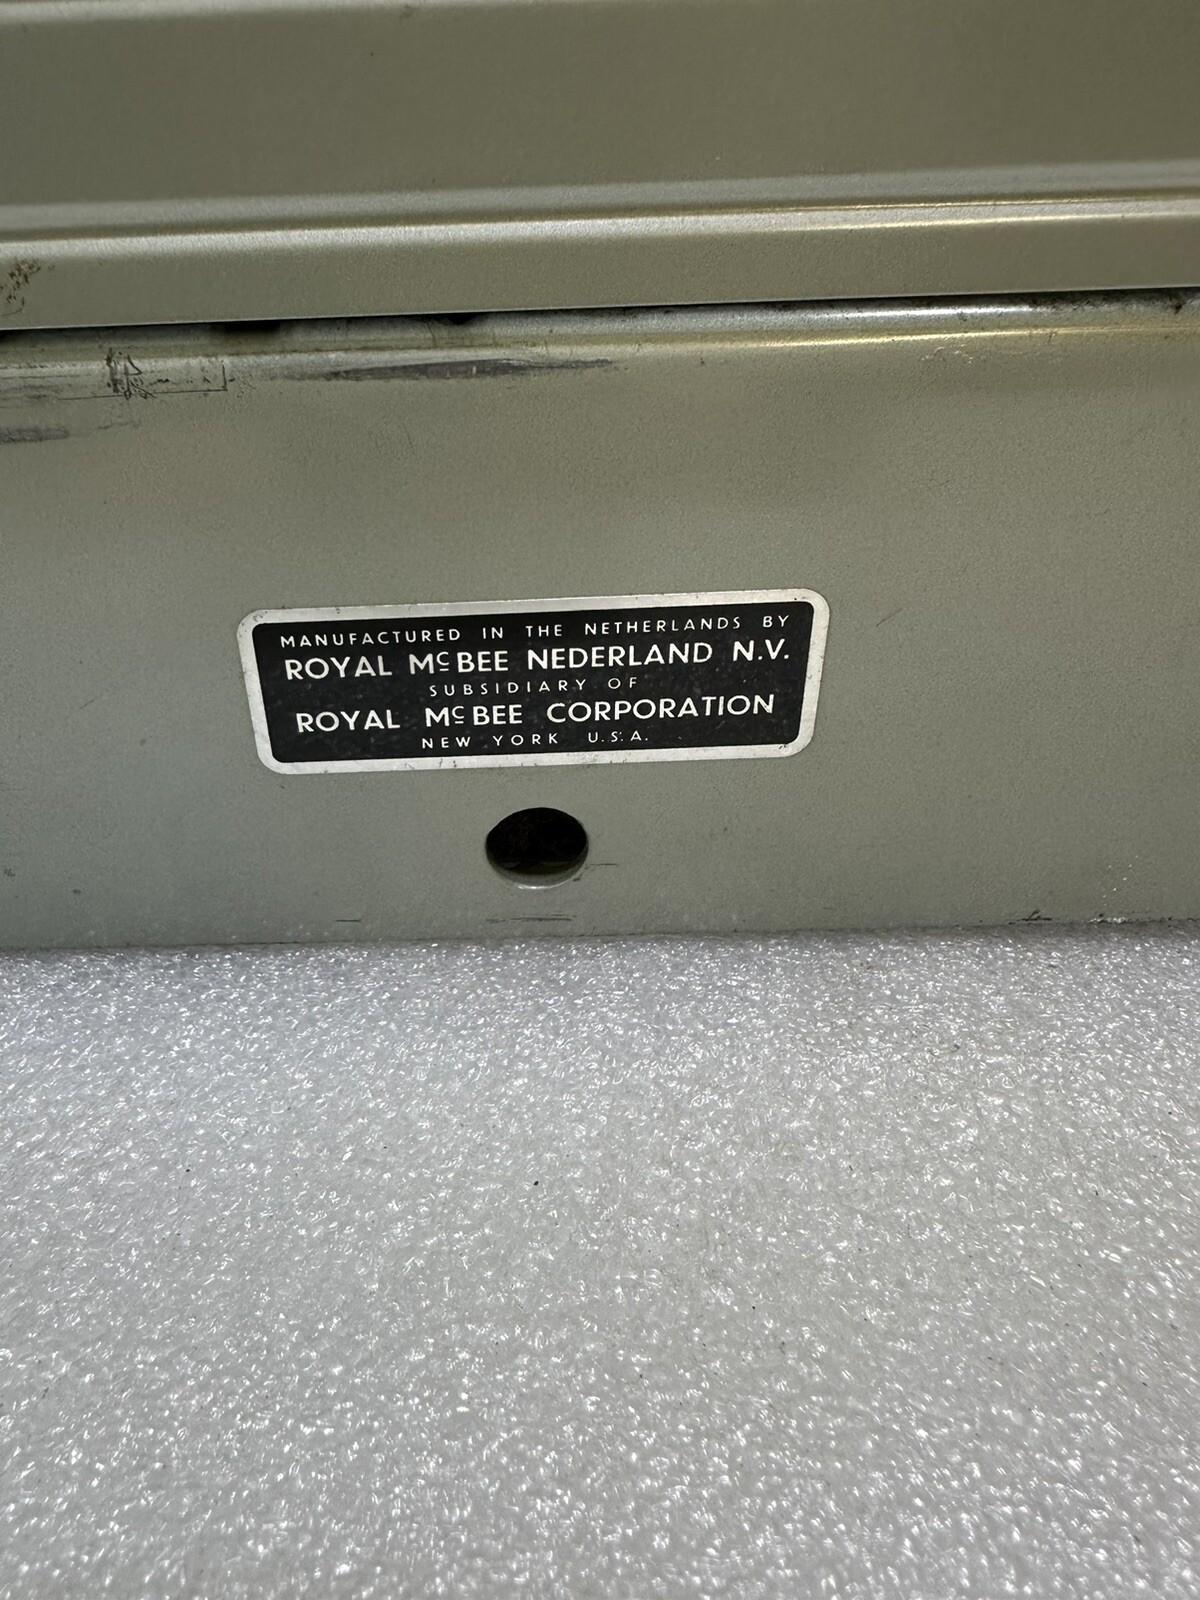 MANUFACTURED IN THE NETHERLANDS BY
ROYAL McBEE NEDERLAND N.V.
SUBSIDIARY OF
ROYAL McBEE CORPORATION
NEW YORK U.S.A.